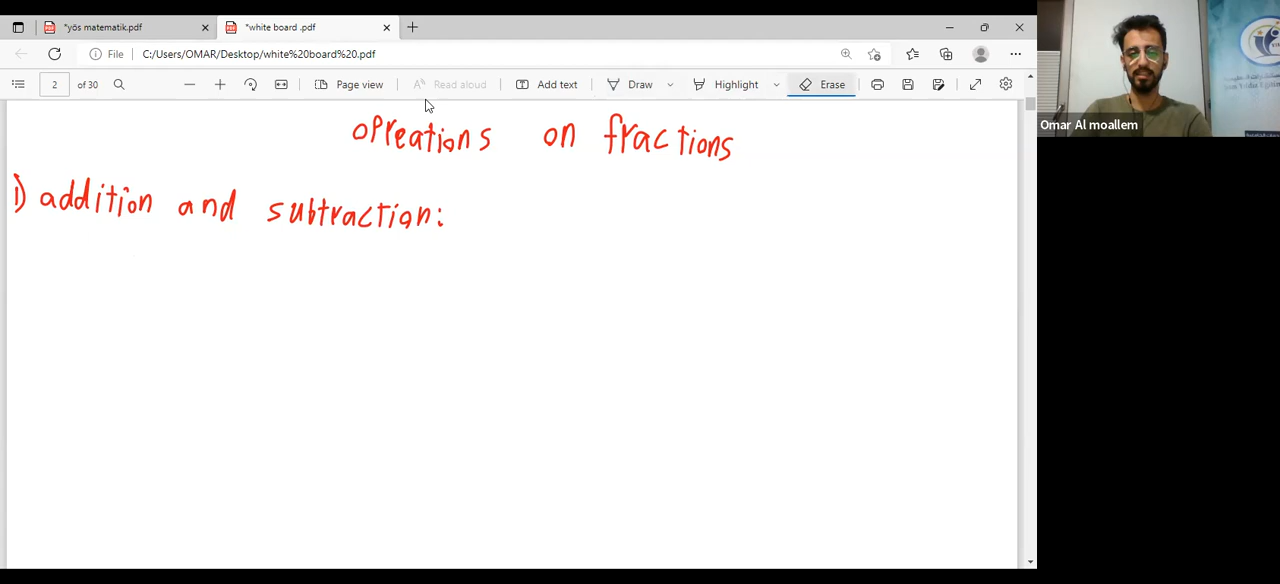 *yös matematik.pdf
*white board .pdf
File C:/Users/OMAR/Desktop/white%20board%20.pdf
2 of 30 Page view Read aloud Add text Draw Highlight Erase
Omar Al moallem
opreations on fractions
1) addition and subtraction: